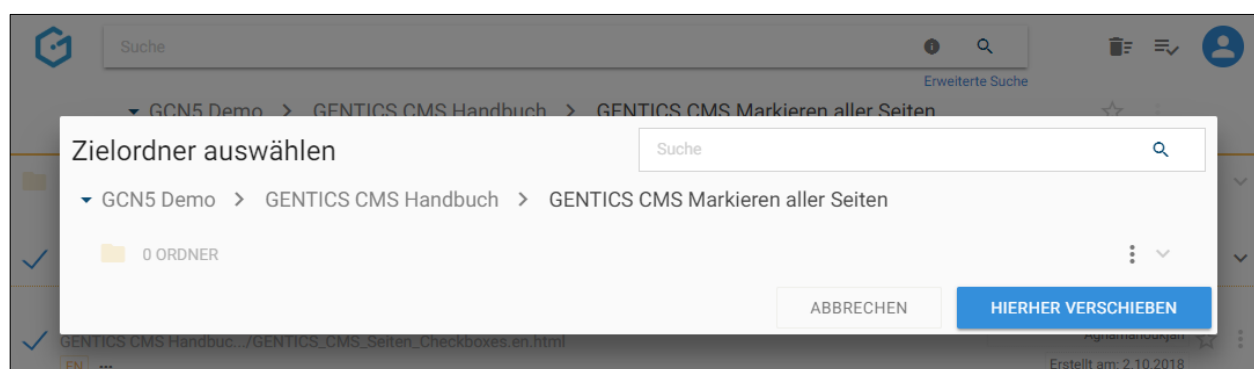 Suche
Erweiterte Suche
GCN5 Demo > GENTICS CMS Handbuch > GENTICS CMS Markieren aller Seiten
Zielordner auswählen
Suche
GCN5 Demo > GENTICS CMS Handbuch > GENTICS CMS Markieren aller Seiten
0 ORDNER
ABBRECHEN
HIERHER VERSCHIEBEN
GENTICS CMS Handbuc.../GENTICS_CMS_Seiten_Checkboxes.en.html
EN ...
Erstellt am: 2.10.2018